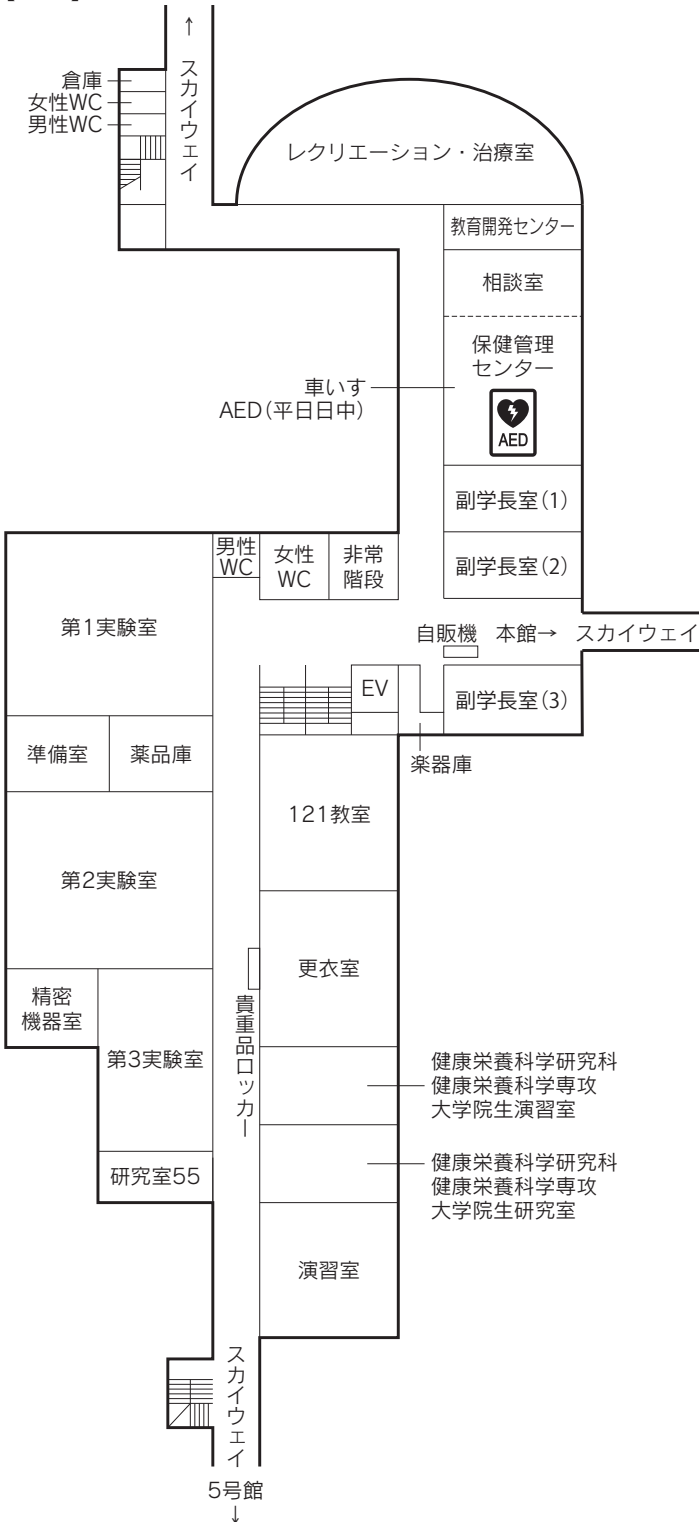 ↑
スカイウェイ
倉庫
女性WC
男性WC
レクリエーション・治療室
教育開発センター
相談室
保健管理
センター
車いす
AED(平日日中)
AED
副学長室(1)
副学長室(2)
男性
WC
女性
WC
非常
階段
第1実験室
自販機 本館→ スカイウェイ
EV
副学長室(3)
楽器庫
準備室
薬品庫
121教室
第2実験室
更衣室
精密
機器室
貴重品ロッカー
第3実験室
健康栄養科学研究科
健康栄養科学専攻
大学院生演習室
健康栄養科学研究科
健康栄養科学専攻
大学院生研究室
研究室55
演習室
スカイウェイ
5号館
↓